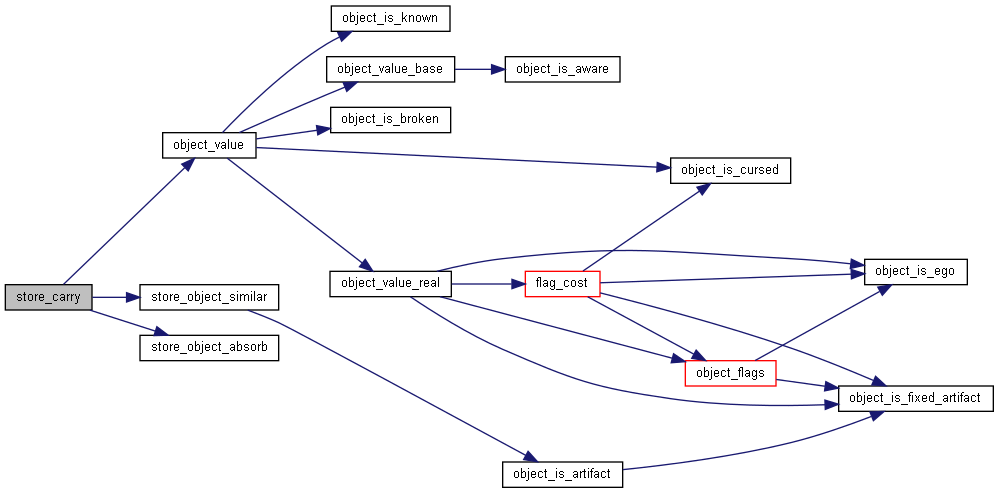 object_is_known
object_value_base
object_is_aware
object_is_broken
object_value
object_is_cursed
object_is_ego
object_value_real
flag_cost
store_carry
store_object_similar
store_object_absorb
object_flags
object_is_fixed_artifact
object_is_artifact